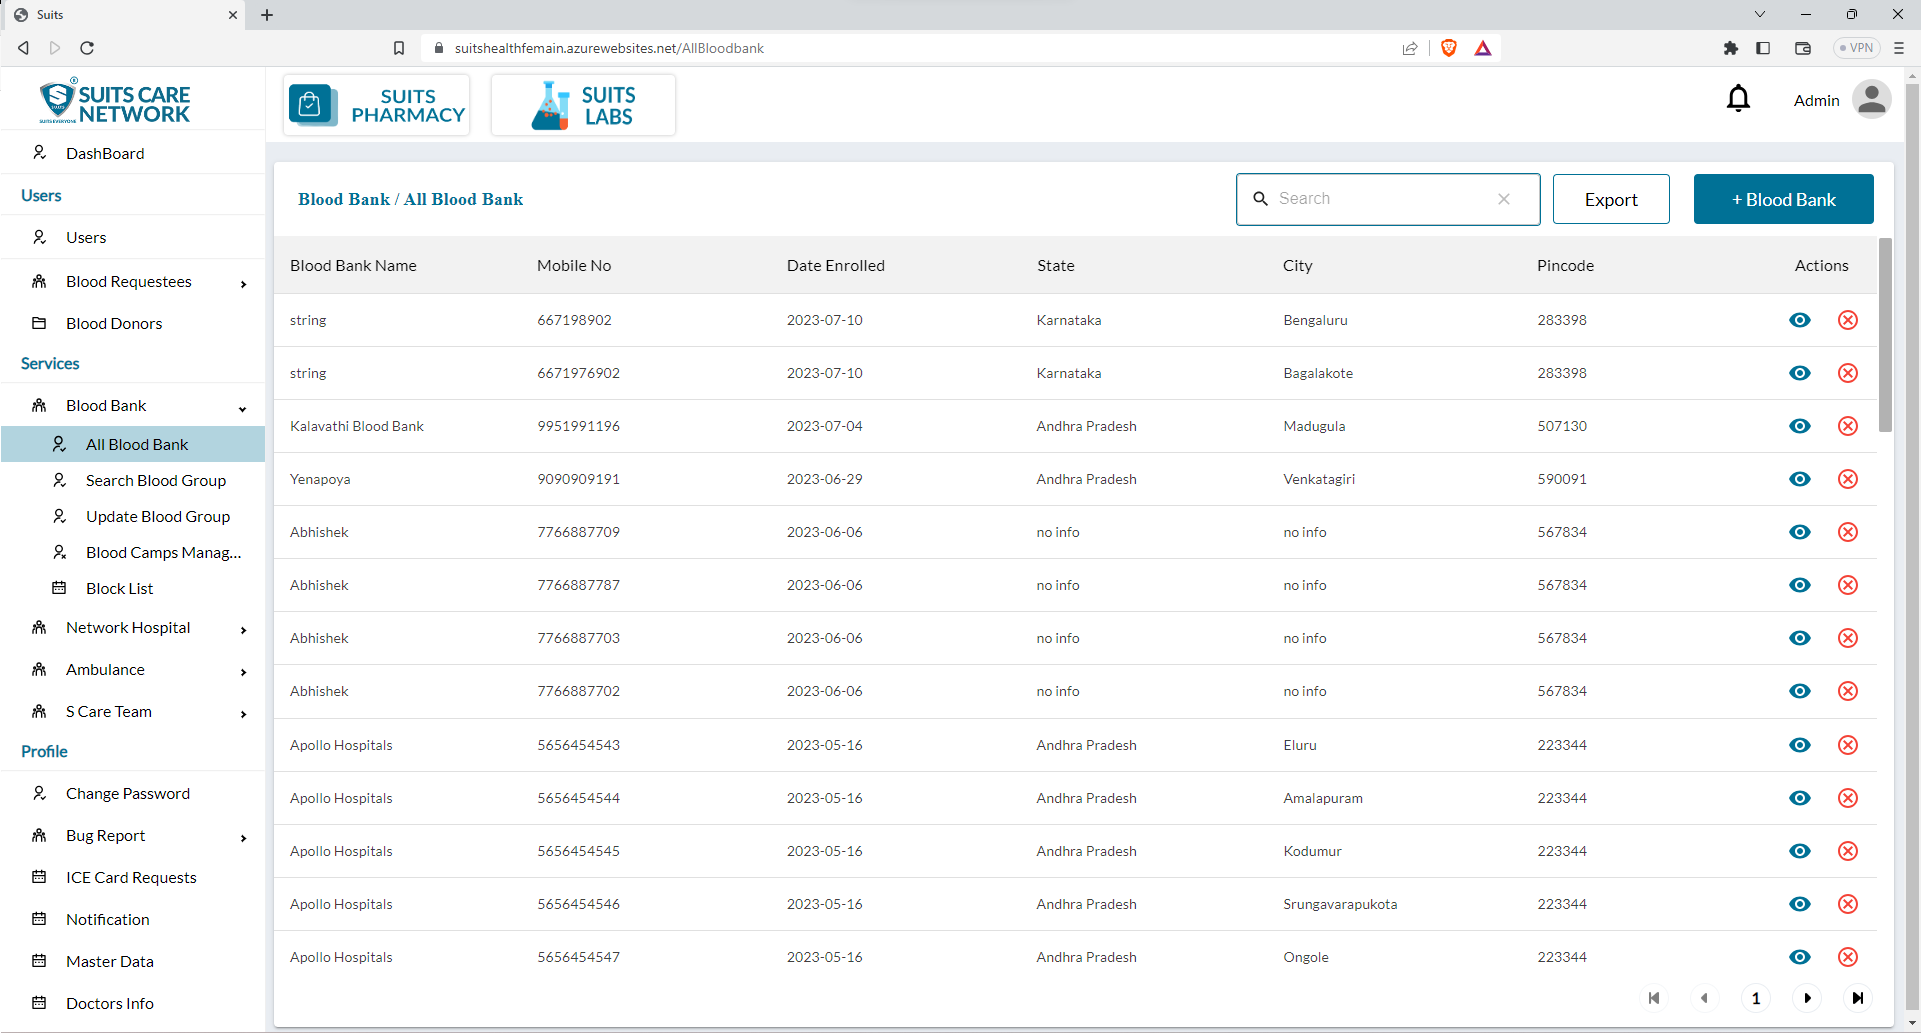 Suits
suitshealthfemain.azurewebsites.net/AllBloodbank
VPN
SUITS CARE
NETWORK
SUITS EVERYONE
SUITS
PHARMACY
SUITS
LABS
Admin
DashBoard
Users
Users
Blood Requestees
Blood Donors
Services
Blood Bank
All Blood Bank
Search Blood Group
Update Blood Group
Blood Camps Manag...
Block List
Network Hospital
Ambulance
S Care Team
Profile
Change Password
Bug Report
ICE Card Requests
Notification
Master Data
Doctors Info
Blood Bank / All Blood Bank
Search
Export
+ Blood Bank
Blood Bank Name Mobile No Date Enrolled State City Pincode Actions
string 667198902 2023-07-10 Karnataka Bengaluru 283398
string 6671976902 2023-07-10 Karnataka Bagalakote 283398
Kalavathi Blood Bank 9951991196 2023-07-04 Andhra Pradesh Madugula 507130
Yenapoya 9090909191 2023-06-29 Andhra Pradesh Venkatagiri 590091
Abhishek 7766887709 2023-06-06 no info no info 567834
Abhishek 7766887787 2023-06-06 no info no info 567834
Abhishek 7766887703 2023-06-06 no info no info 567834
Abhishek 7766887702 2023-06-06 no info no info 567834
Apollo Hospitals 5656454543 2023-05-16 Andhra Pradesh Eluru 223344
Apollo Hospitals 5656454544 2023-05-16 Andhra Pradesh Amalapuram 223344
Apollo Hospitals 5656454545 2023-05-16 Andhra Pradesh Kodumur 223344
Apollo Hospitals 5656454546 2023-05-16 Andhra Pradesh Srungavarapukota 223344
Apollo Hospitals 5656454547 2023-05-16 Andhra Pradesh Ongole 223344
1